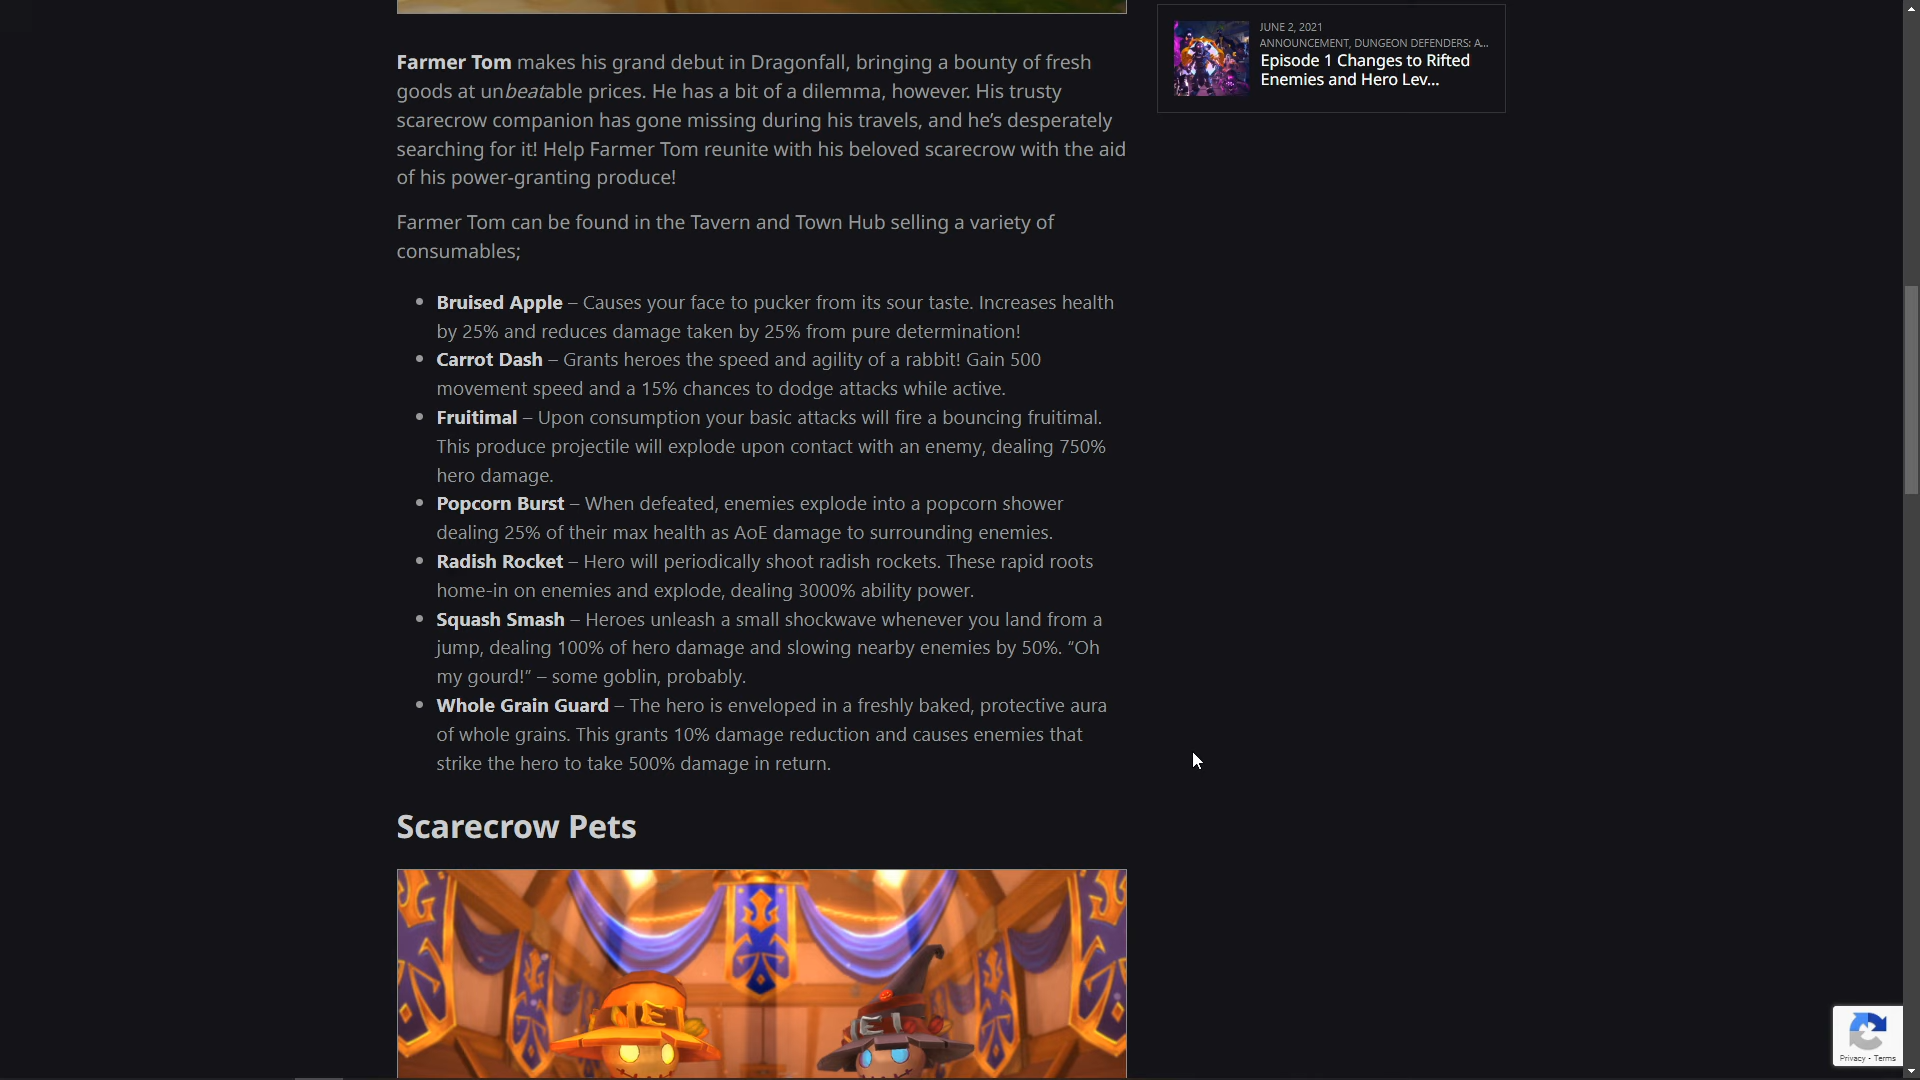 Farmer Tom makes his grand debut in Dragonfall, bringing a bounty of fresh
goods at unbeatable prices. He has a bit of a dilemma, however. His trusty
scarecrow companion has gone missing during his travels, and he’s desperately
searching for it! Help Farmer Tom reunite with his beloved scarecrow with the aid
of his power-granting produce!
Farmer Tom can be found in the Tavern and Town Hub selling a variety of
consumables;
• Bruised Apple – Causes your face to pucker from its sour taste. Increases health
by 25% and reduces damage taken by 25% from pure determination!
• Carrot Dash – Grants heroes the speed and agility of a rabbit! Gain 500
movement speed and a 15% chances to dodge attacks while active.
• Fruitimal – Upon consumption your basic attacks will fire a bouncing fruitimal.
This produce projectile will explode upon contact with an enemy, dealing 750%
hero damage.
• Popcorn Burst – When defeated, enemies explode into a popcorn shower
dealing 25% of their max health as AoE damage to surrounding enemies.
• Radish Rocket – Hero will periodically shoot radish rockets. These rapid roots
home-in on enemies and explode, dealing 3000% ability power.
• Squash Smash – Heroes unleash a small shockwave whenever you land from a
jump, dealing 100% of hero damage and slowing nearby enemies by 50%. “Oh
my gourd!” – some goblin, probably.
• Whole Grain Guard – The hero is enveloped in a freshly baked, protective aura
of whole grains. This grants 10% damage reduction and causes enemies that
strike the hero to take 500% damage in return.
Scarecrow Pets
JUNE 2, 2021
ANNOUNCEMENT, DUNGEON DEFENDERS: A...
Episode 1 Changes to Rifted
Enemies and Hero Lev...
Privacy - Terms